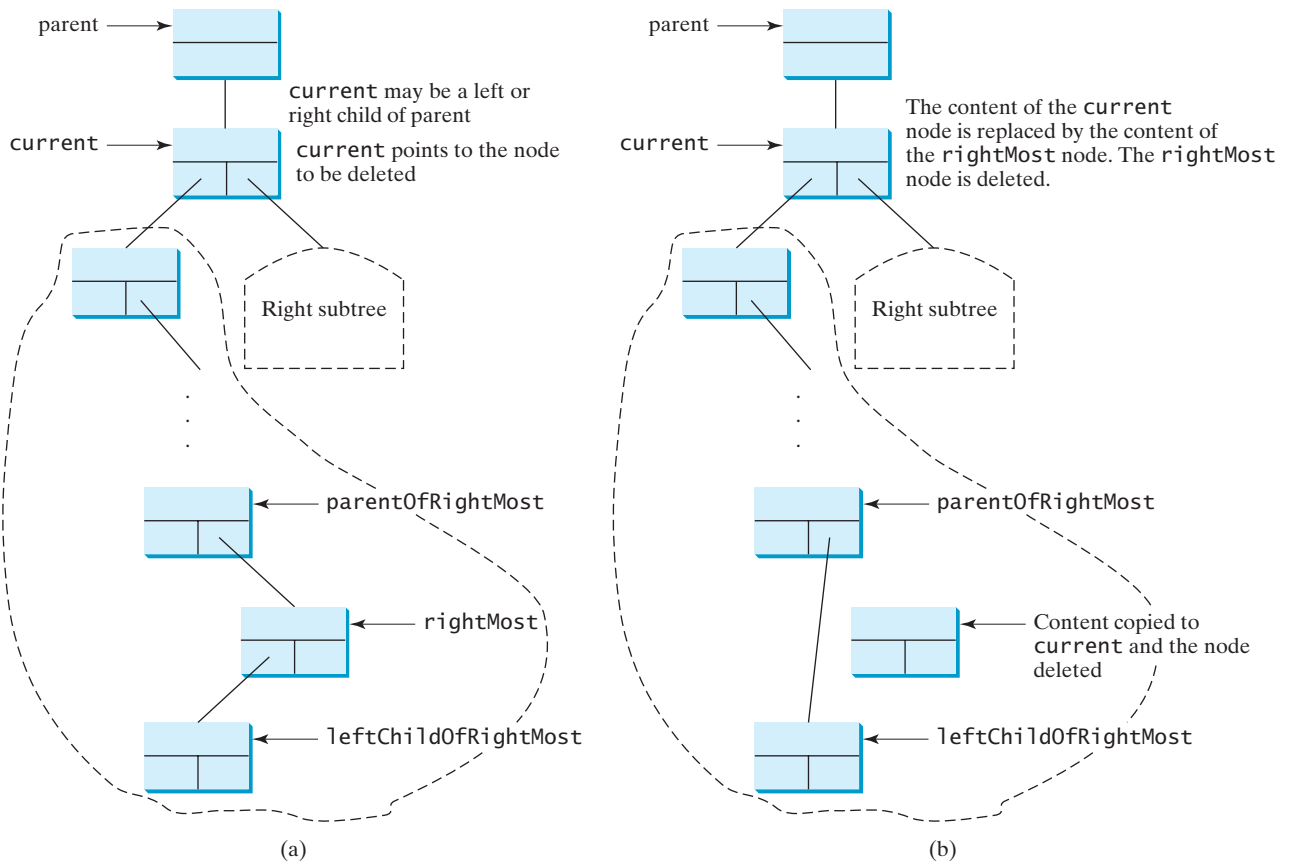 parent
current may be a left or
right child of parent
current
current points to the node
to be deleted
Right subtree
.
.
.
parentOfRightMost
rightMost
leftChildOfRightMost
(a)
parent
The content of the current
node is replaced by the content of
the rightMost node. The rightMost
node is deleted.
current
Right subtree
.
.
.
parentOfRightMost
Content copied to
current and the node
deleted
leftChildOfRightMost
(b)